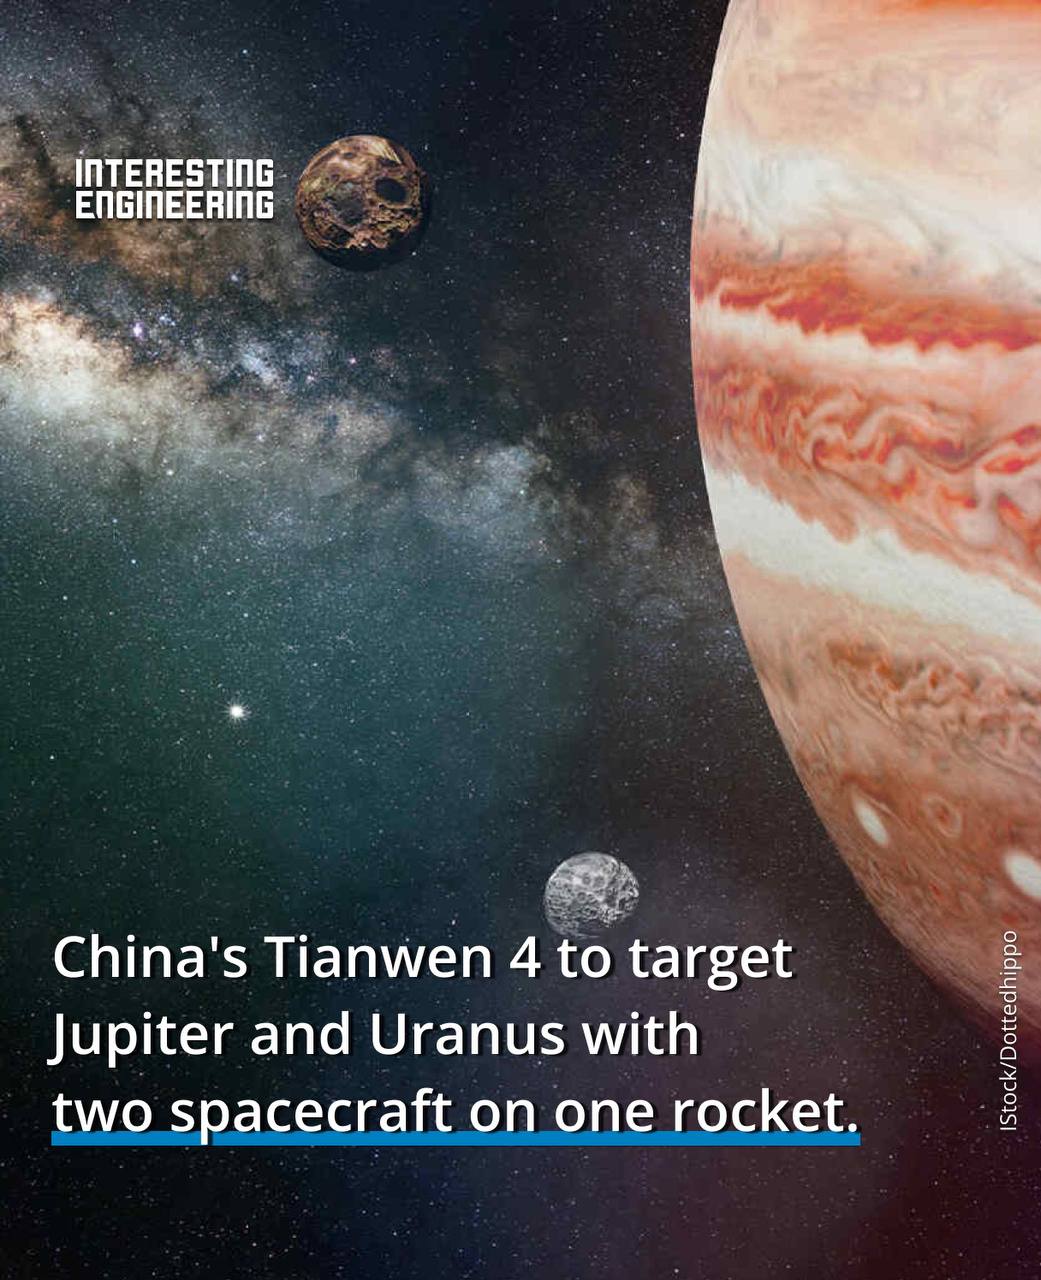 INTERESTING
ENGINEERING
China's Tianwen 4 to target
Jupiter and Uranus with
two spacecraft on one rocket.
IStock/Dottedhippo